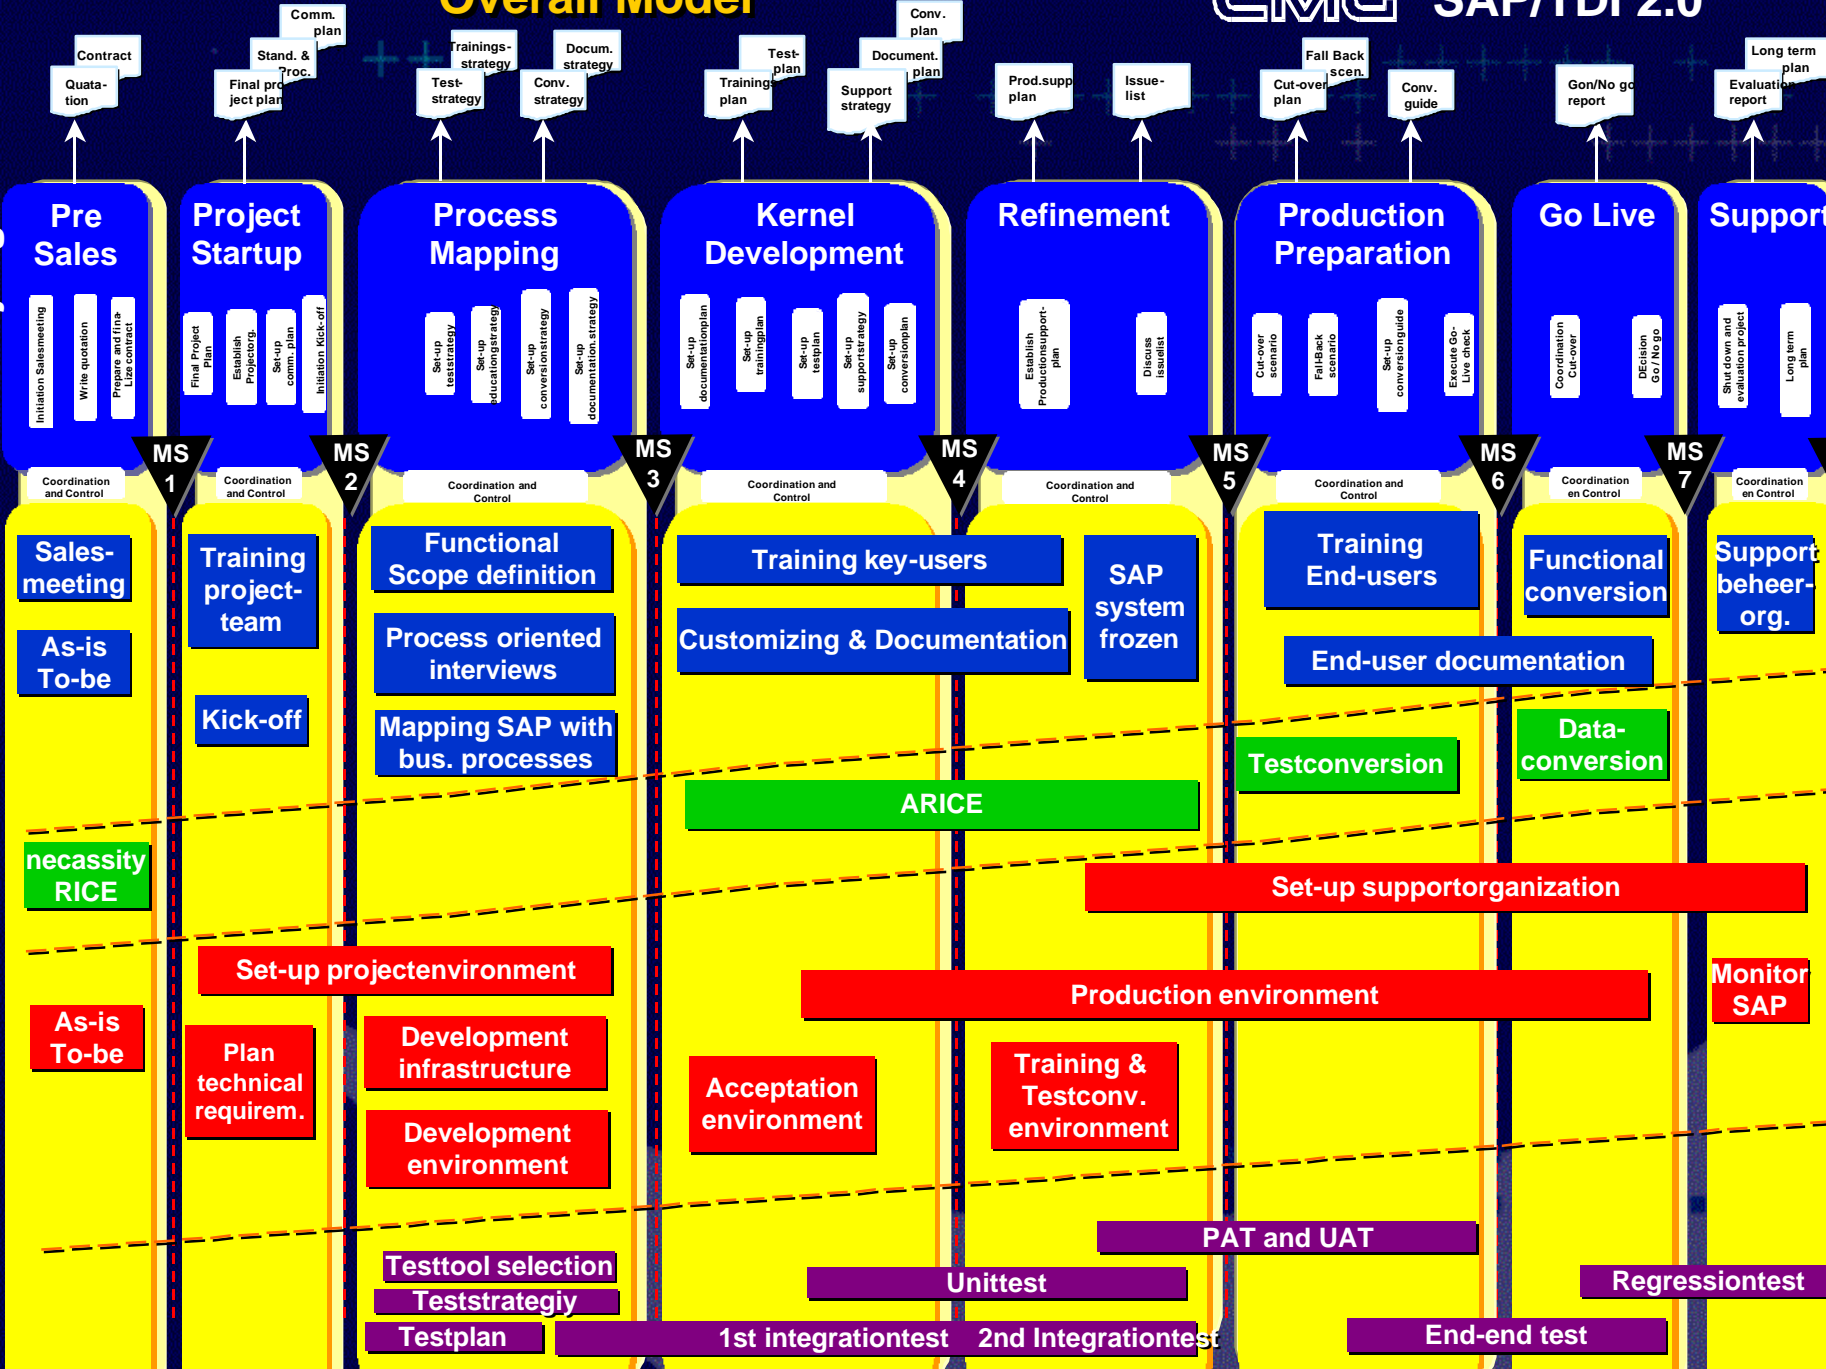 Overall Model
CMG SAP/TDI 2.0
Contract
Quata-
tion
Comm.
plan
Stand. &
Proc.
Final pro
ject plan
Trainings-
strategy
Test-
strategy
Docum.
strategy
Conv.
strategy
Test-
plan
Trainings
plan
Conv.
plan
Document.
plan
Support
strategy
Prod.supp
plan
Issue-
list
Fall Back
scen.
Cut-over
plan
Conv.
guide
Gon/No go
report
Long term
plan
Evaluation
report
Pre
Sales
Project
Startup
Process
Mapping
Kernel
Development
Refinement
Production
Preparation
Go Live
Support
Initiation Salesmeeting
Write quotation
Prepare and fina-
Lize contract
Final Project
Plan
Establish
Projectorg.
Set-up
comm. plan
Initiation Kick-off
Set-up
teststrategy
Set-up
educationgstrategy
Set-up
conversionstrategy
Set-up
documentation.strategy
Set-up
documentationplan
Set-up
trainingplan
Set-up
testplan
Set-up
supportstrategy
Set-up
conversionplan
Establish
Productionsupport-
plan
Discuss
issuelist
Cut-over
scenario
Fall-Back
scenario
Set-up
conversionguide
Execute Go-
Live check
Coordination
Cut-over
DEcision
Go / No go
Shut down and
evaluation project
Long term
plan
MS
1
MS
2
MS
3
MS
4
MS
5
MS
6
MS
7
Coordination
and Control
Coordination
and Control
Coordination and
Control
Coordination and
Control
Coordination and
Control
Coordination and
Control
Coordination
en Control
Coordination
en Control
Sales-
meeting
As-is
To-be
Training
project-
team
Kick-off
Functional
Scope definition
Process oriented
interviews
Mapping SAP with
bus. processes
Training key-users
Customizing & Documentation
SAP
system
frozen
Training
End-users
End-user documentation
Functional
conversion
Support
beheer-
org.
necassity
RICE
ARICE
Testconversion
Data-
conversion
Set-up supportorganization
Set-up projectenvironment
Production environment
Monitor
SAP
As-is
To-be
Plan
technical
requirem.
Development
infrastructure
Development
environment
Acceptation
environment
Training &
Testconv.
environment
PAT and UAT
Testtool selection
Unittest
Regressiontest
Teststrategiy
Testplan
1st integrationtest 2nd Integrationtest
End-end test